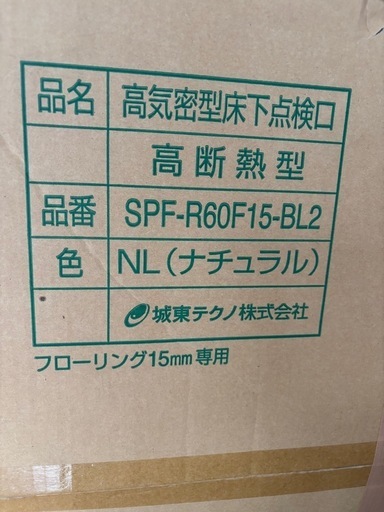 品名 高気密型床下点検口
高断熱型
品番 SPF-R60F15-BL2
色 NL(ナチュラル)
城東テクノ株式会社
フローリング15mm専用